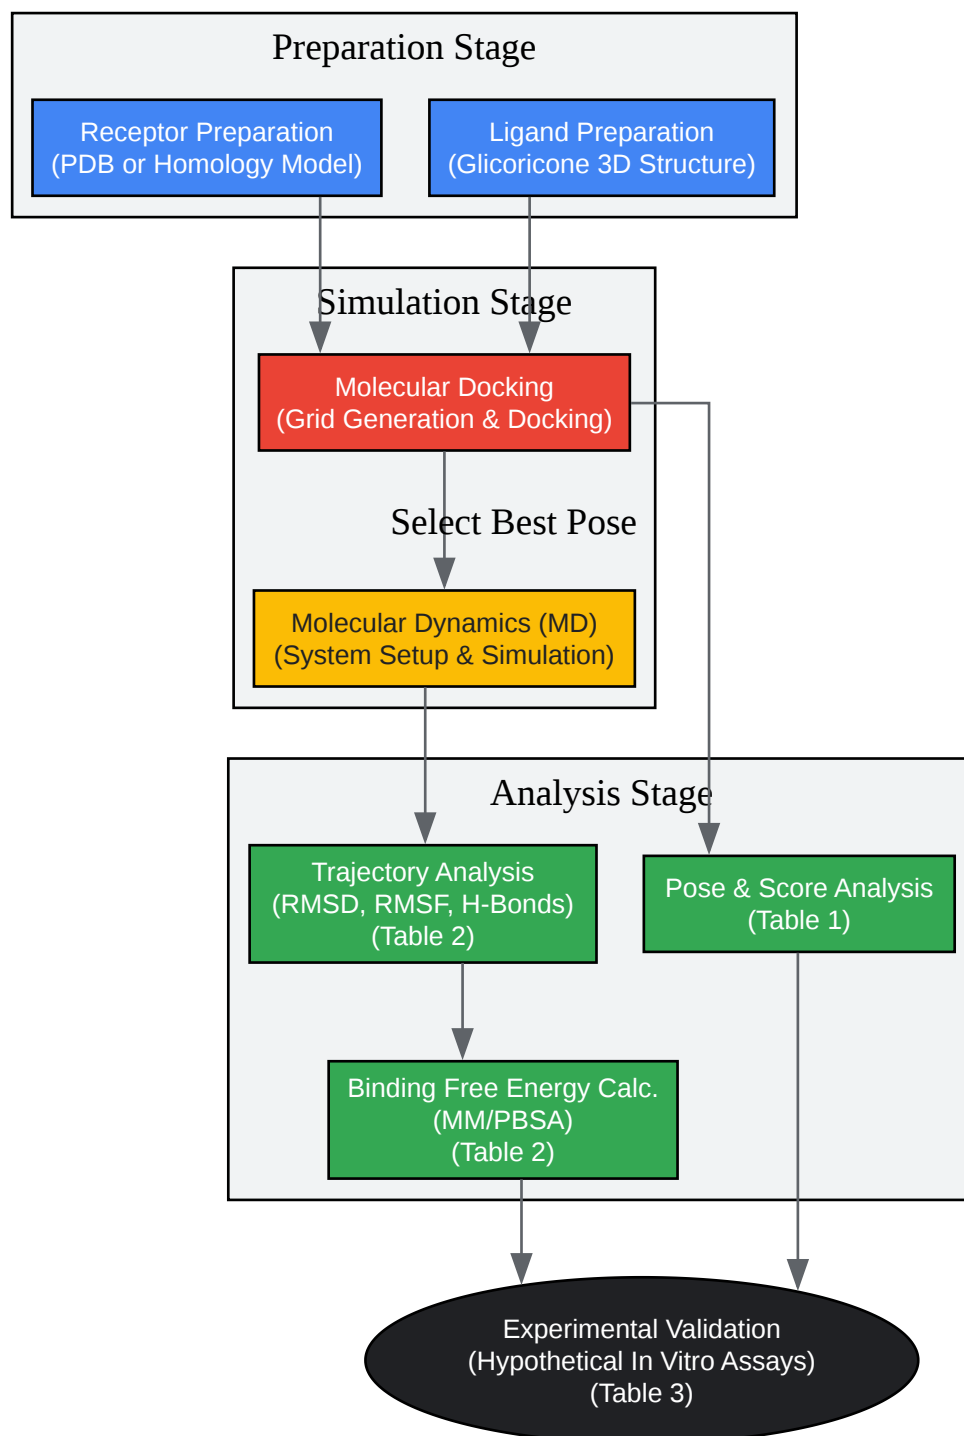 Preparation Stage
Receptor Preparation
(PDB or Homology Model)
Ligand Preparation
(Glicoricone 3D Structure)
Simulation Stage
Molecular Docking
(Grid Generation & Docking)
Select Best Pose
Molecular Dynamics (MD)
(System Setup & Simulation)
Analysis Stage
Trajectory Analysis
(RMSD, RMSF, H-Bonds)
(Table 2)
Pose & Score Analysis
(Table 1)
Binding Free Energy Calc.
(MM/PBSA)
(Table 2)
Experimental Validation
(Hypothetical In Vitro Assays)
(Table 3)